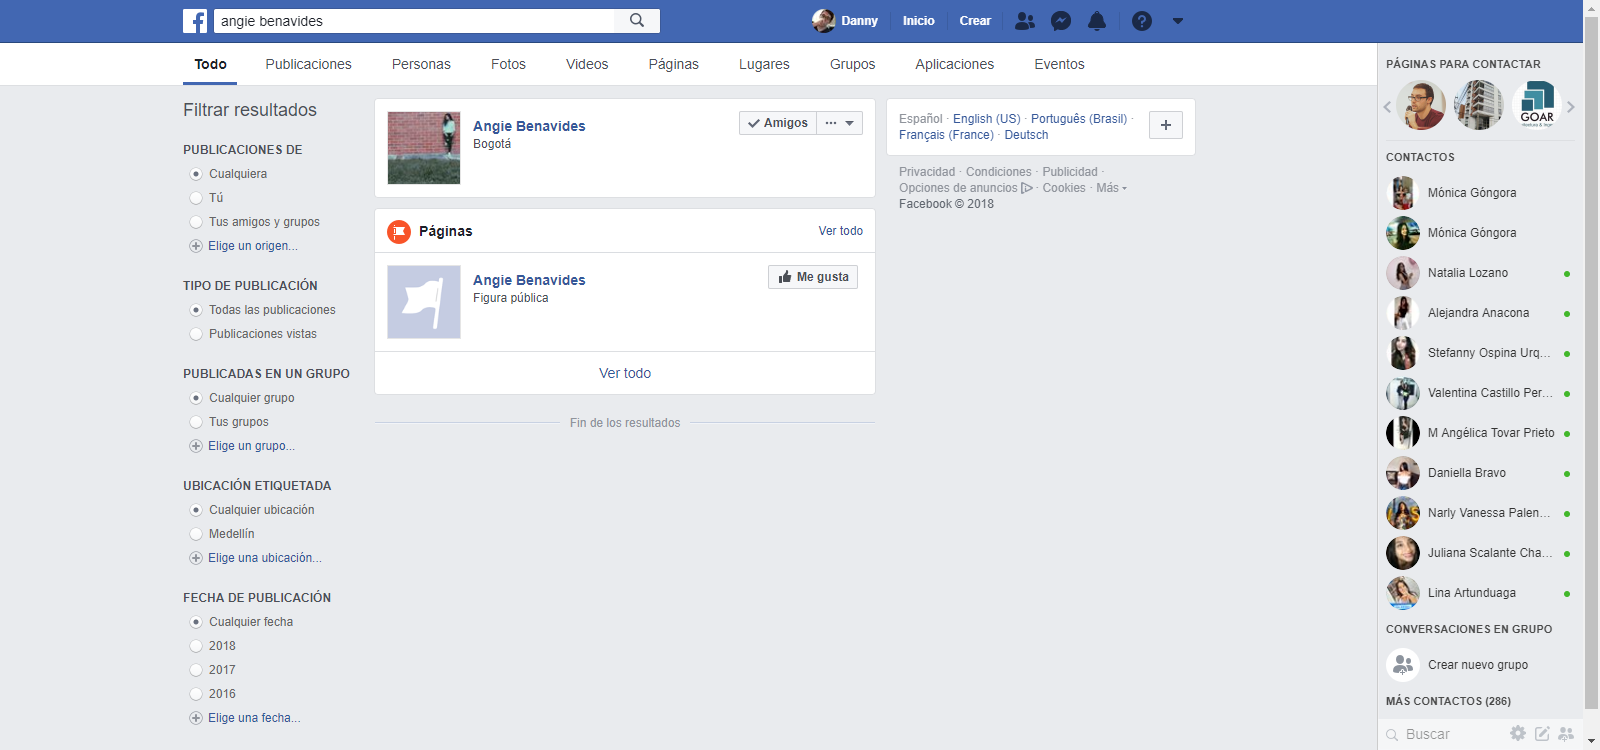 angie benavides
Danny
Inicio
Crear
Todo
Publicaciones
Personas
Fotos
Videos
Páginas
Lugares
Grupos
Aplicaciones
Eventos
Filtrar resultados
PUBLICACIONES DE
Cualquiera
Tú
Tus amigos y grupos
Elige un origen...
TIPO DE PUBLICACIÓN
Todas las publicaciones
Publicaciones vistas
PUBLICADAS EN UN GRUPO
Cualquier grupo
Tus grupos
Elige un grupo...
UBICACIÓN ETIQUETADA
Cualquier ubicación
Medellín
Elige una ubicación...
FECHA DE PUBLICACIÓN
Cualquier fecha
2018
2017
2016
Elige una fecha...
Angie Benavides
Bogotá
Amigos
Páginas
Ver todo
Angie Benavides
Figura pública
Me gusta
Ver todo
Fin de los resultados
Español · English (US) · Português (Brasil) ·
Français (France) · Deutsch
Privacidad · Condiciones · Publicidad ·
Opciones de anuncios · Cookies · Más
Facebook © 2018
PÁGINAS PARA CONTACTAR
GOAR
CONTACTOS
Mónica Góngora
Mónica Góngora
Natalia Lozano
Alejandra Anacona
Stefanny Ospina Urq...
Valentina Castillo Per...
M Angélica Tovar Prieto
Daniella Bravo
Narly Vanessa Palen...
Juliana Scalante Cha...
Lina Artunduaga
CONVERSACIONES EN GRUPO
Crear nuevo grupo
MÁS CONTACTOS (286)
Buscar